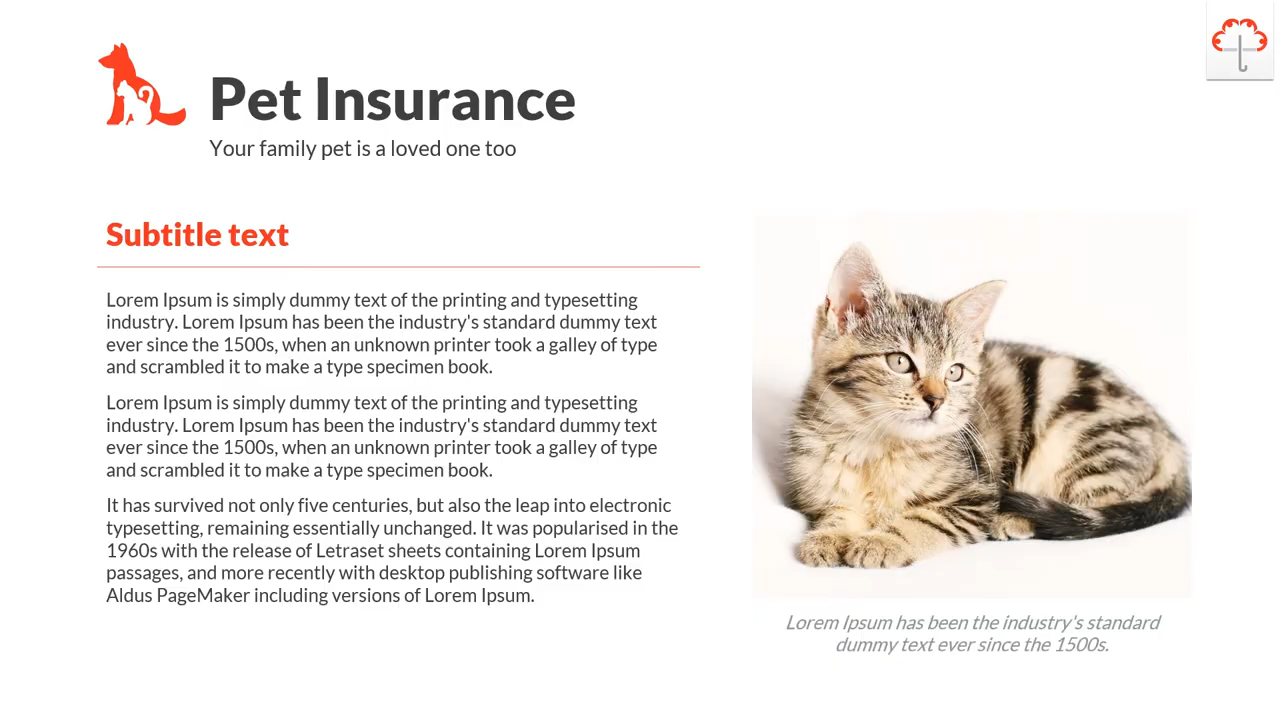 Pet Insurance
Your family pet is a loved one too
Subtitle text
Lorem Ipsum is simply dummy text of the printing and typesetting
industry. Lorem Ipsum has been the industry's standard dummy text
ever since the 1500s, when an unknown printer took a galley of type
and scrambled it to make a type specimen book.
Lorem Ipsum is simply dummy text of the printing and typesetting
industry. Lorem Ipsum has been the industry's standard dummy text
ever since the 1500s, when an unknown printer took a galley of type
and scrambled it to make a type specimen book.
It has survived not only five centuries, but also the leap into electronic
typesetting, remaining essentially unchanged. It was popularised in the
1960s with the release of Letraset sheets containing Lorem Ipsum
passages, and more recently with desktop publishing software like
Aldus PageMaker including versions of Lorem Ipsum.
Lorem Ipsum has been the industry's standard
dummy text ever since the 1500s.